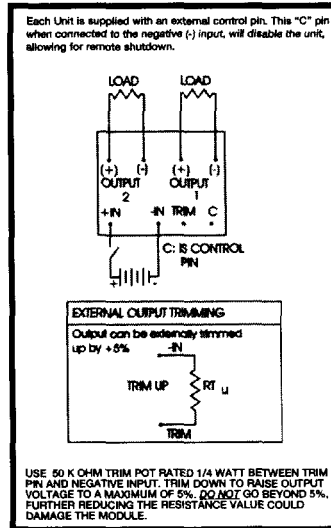 Each Unit is supplied with an external control pin. This "C" pin
when connected to the negative (-) input, will disable the unit,
allowing for remote shutdown.
LOAD LOAD
(+) (-) (+) (-)
OUTPUT OUTPUT
2 1
+IN -IN TRIM C
C: IS CONTROL
PIN
+ -
EXTERNAL OUTPUT TRIMMING
Output can be externally trimmed
up by +5%
-IN
TRIM UP RT u
TRIM
USE 50 K OHM TRIM POT RATED 1/4 WATT BETWEEN TRIM
PIN AND NEGATIVE INPUT. TRIM DOWN TO RAISE OUTPUT
VOLTAGE TO A MAXIMUM OF 5%. DO NOT GO BEYOND 5%,
FURTHER REDUCING THE RESISTANCE VALUE COULD
DAMAGE THE MODULE.